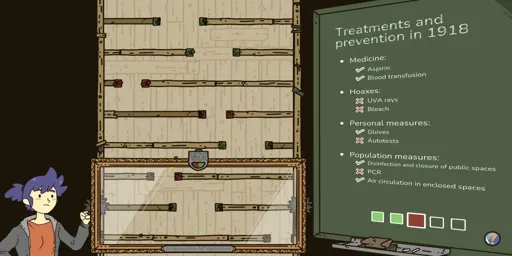 Treatments and
prevention in 1918
Medicine:
Aspirin
Blood transfusion
Hoaxes:
UVA rays
Bleach
Personal measures:
Gloves
Autotests
Population measures:
Disinfection and closure of public spaces
PCR
Air circulation in enclosed spaces